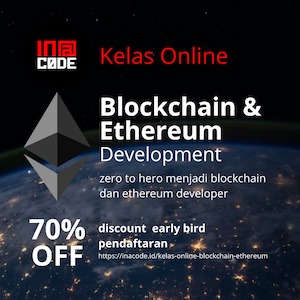 IN@
CODE
Kelas Online
Blockchain &
Ethereum
Development
zero to hero menjadi blockchain
dan ethereum developer
70%
OFF
discount early bird
pendaftaran
https://inacode.id/kelas-online-blockchain-ethereum